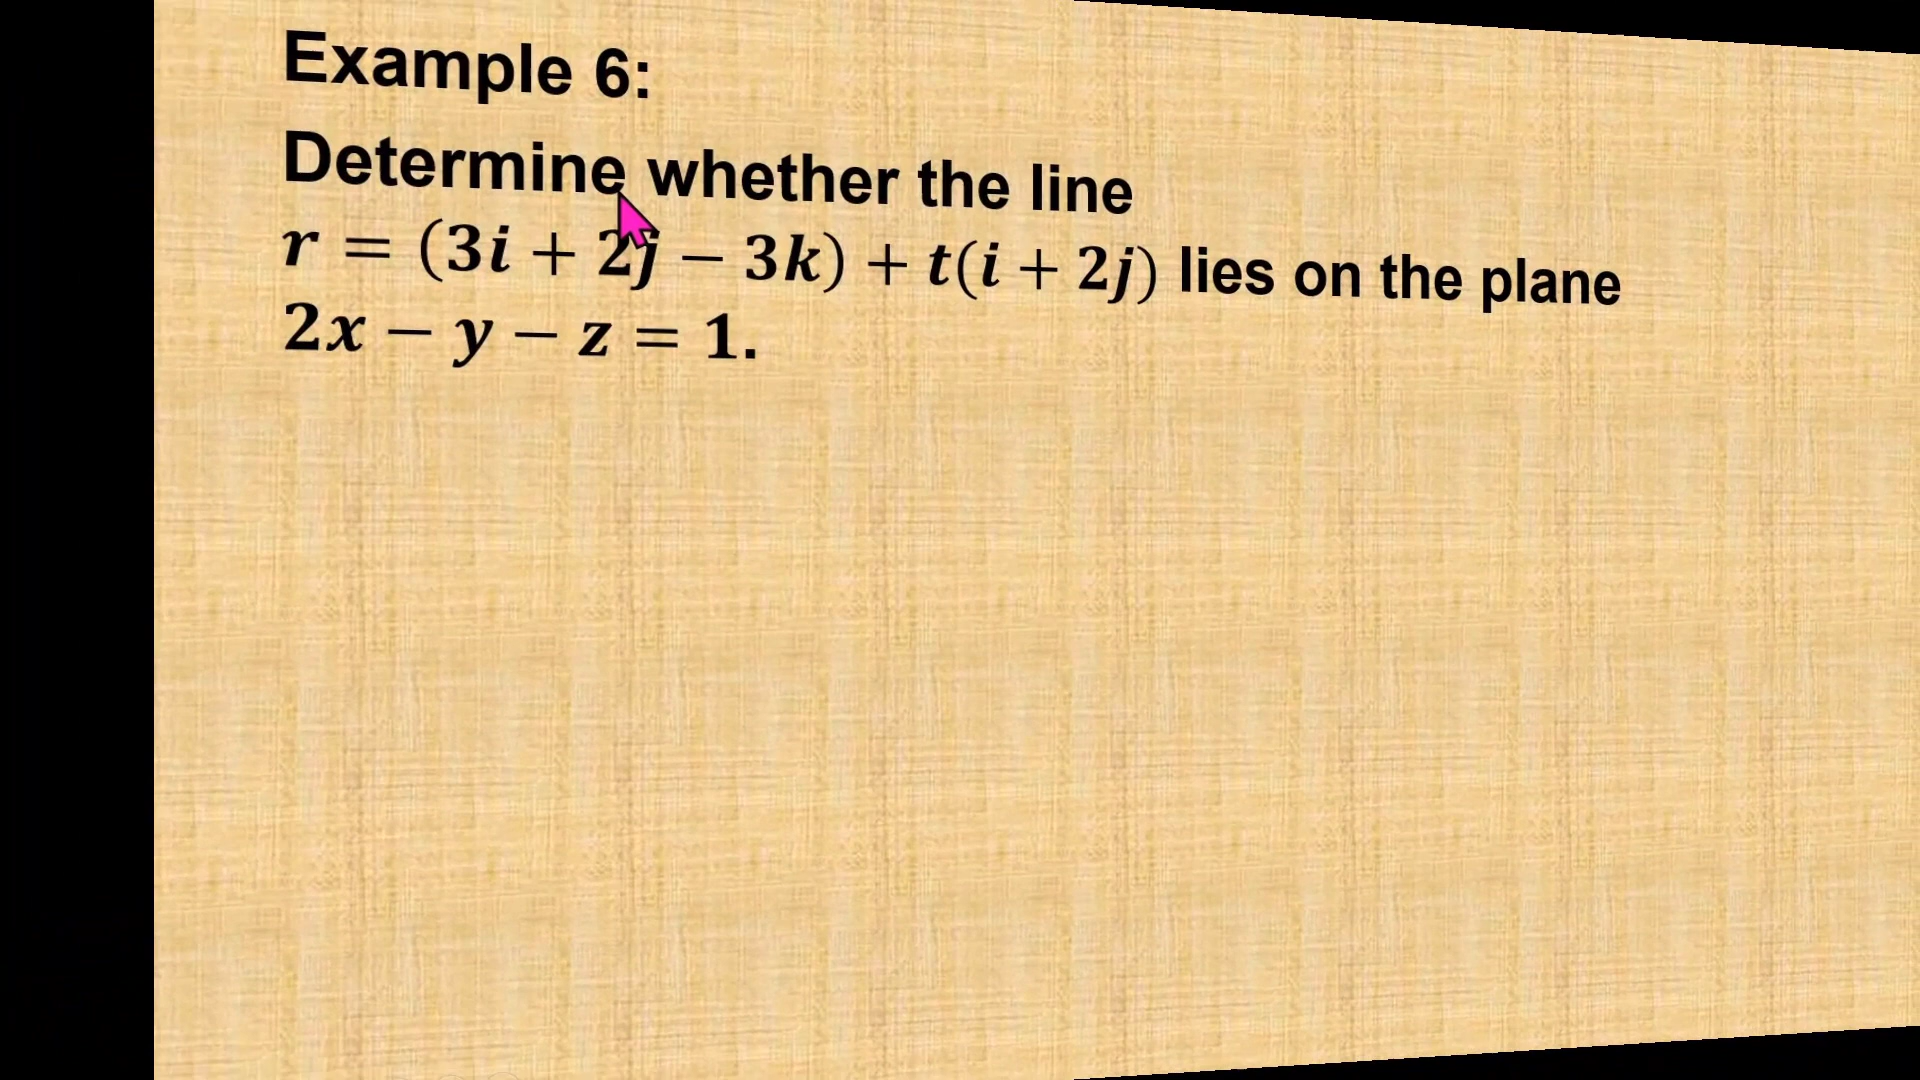 Example 6:
Determine whether the line
r = (3i + 2j − 3k) + t(i + 2j) lies on the plane
2x − y − z = 1.